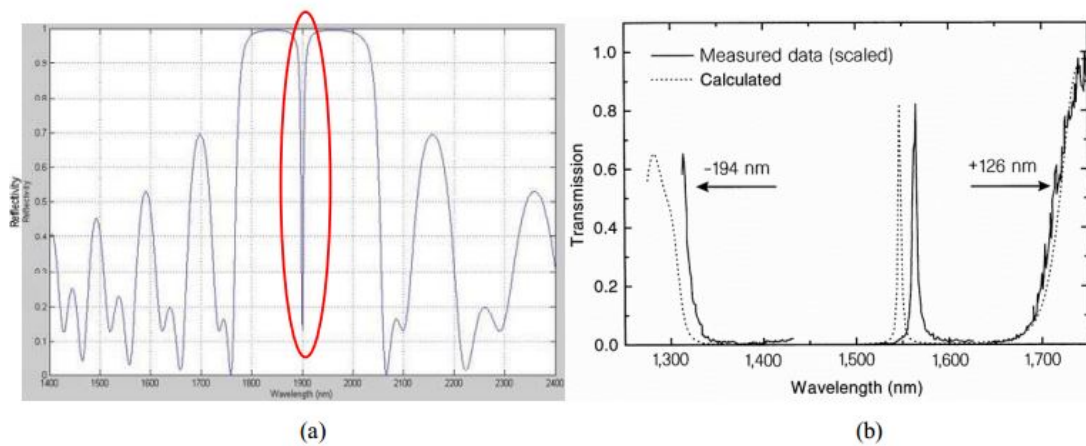 1
0.9
0.8
0.7
0.6
0.5
0.4
0.3
0.2
0.1
0
Reflectivity
Reflectivity
1400 1500 1600 1700 1800 1900 2000 2100 2200 2300 2400
Wavelength (nm)
(a)
Measured data (scaled)
Calculated
-194 nm
+126 nm
1.0
0.8
0.6
0.4
0.2
0.0
Transmission
1,300 1,400 1,500 1,600 1,700
Wavelength (nm)
(b)